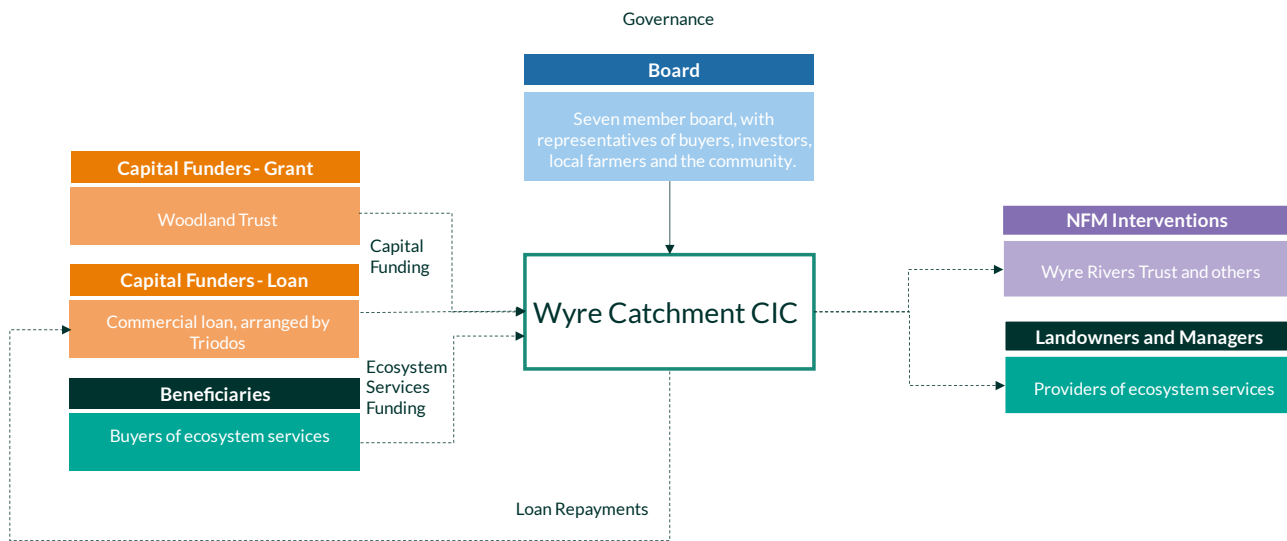 Governance
Board
Seven member board, with
representatives of buyers, investors,
local farmers and the community.
Capital Funders - Grant
Woodland Trust
Capital
Funding
Capital Funders - Loan
Commercial loan, arranged by
Triodos
Ecosystem
Services
Funding
Beneficiaries
Buyers of ecosystem services
Wyre Catchment CIC
NFM Interventions
Wyre Rivers Trust and others
Landowners and Managers
Providers of ecosystem services
Loan Repayments